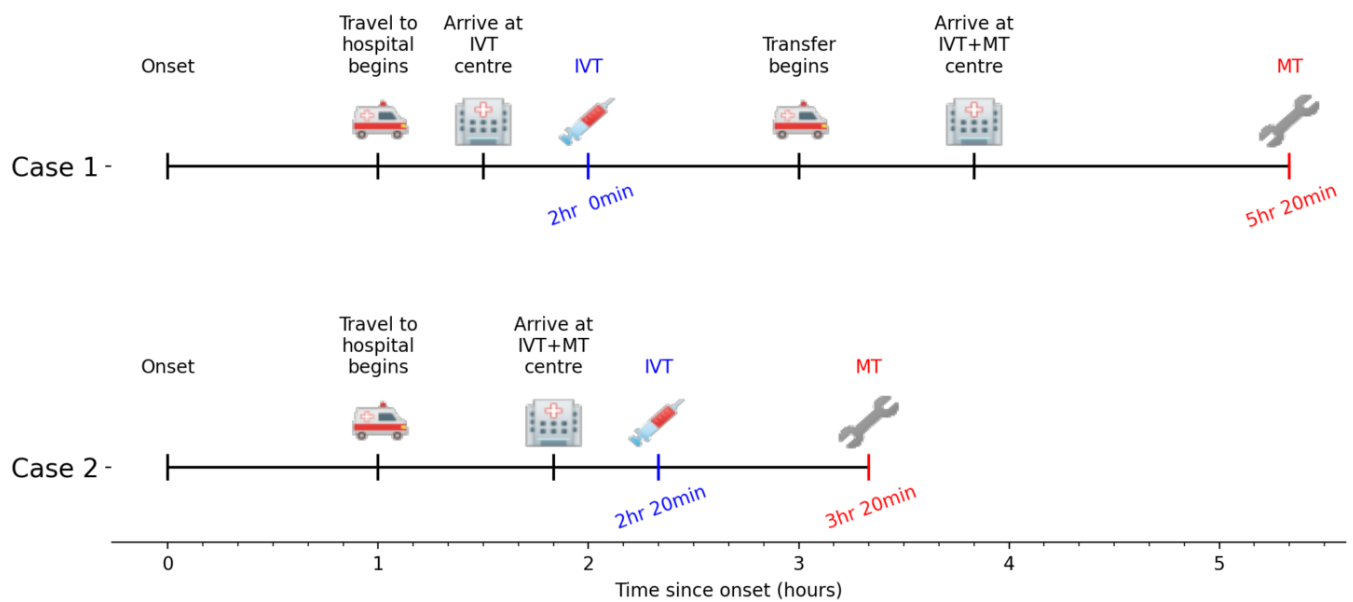 Onset
Travel to
hospital
begins
Arrive at
IVT
centre
IVT
Transfer
begins
Arrive at
IVT+MT
centre
MT
Case 1
2hr  0min
5hr 20min
Onset
Travel to
hospital
begins
Arrive at
IVT+MT
centre
IVT
MT
Case 2
2hr 20min
3hr 20min
0 1 2 3 4 5
Time since onset (hours)